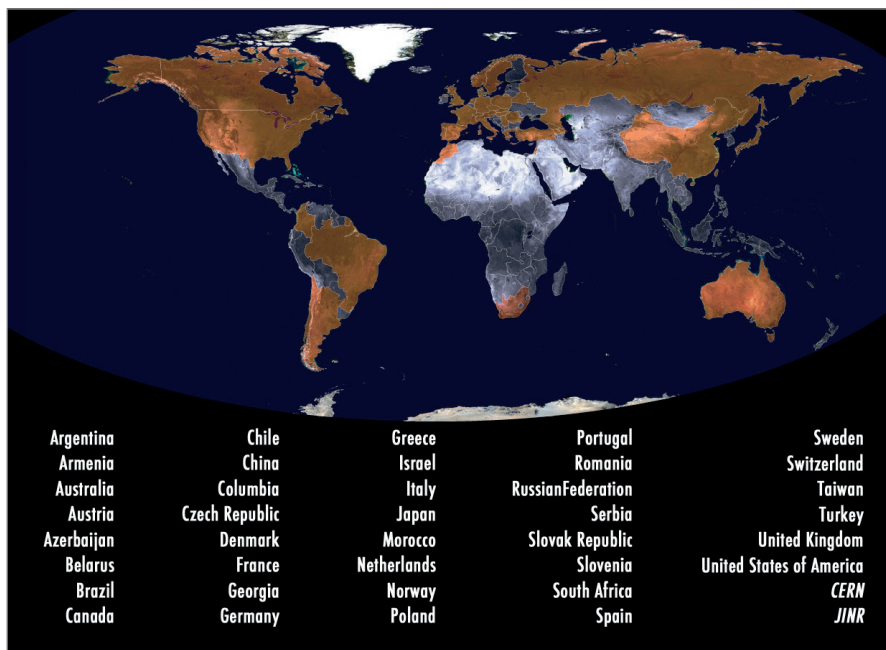 Argentina
Armenia
Australia
Austria
Azerbaijan
Belarus
Brazil
Canada
Chile
China
Columbia
Czech Republic
Denmark
France
Georgia
Germany
Greece
Israel
Italy
Japan
Morocco
Netherlands
Norway
Poland
Portugal
Romania
RussianFederation
Serbia
Slovak Republic
Slovenia
South Africa
Spain
Sweden
Switzerland
Taiwan
Turkey
United Kingdom
United States of America
CERN
JINR